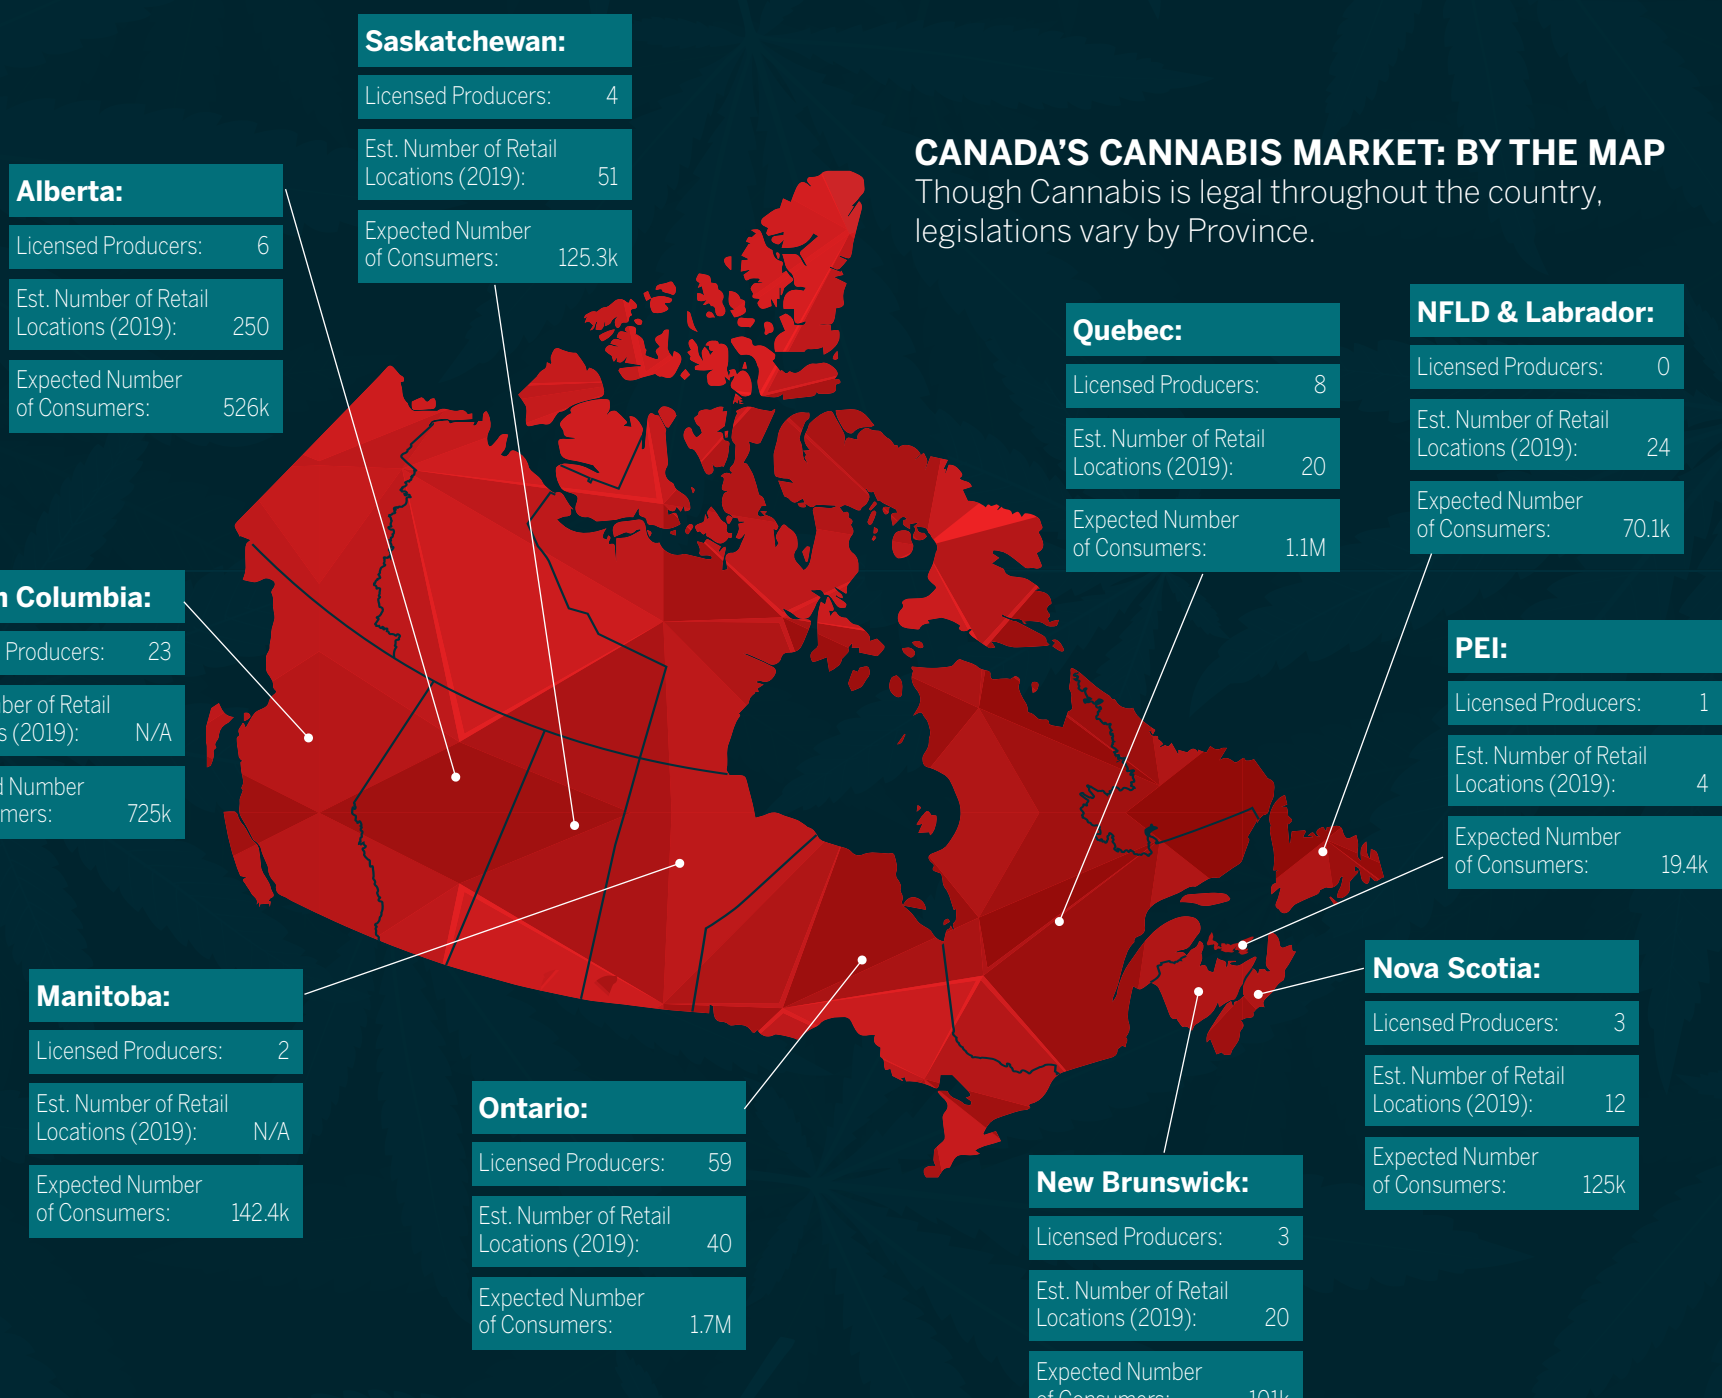 CANADA'S CANNABIS MARKET: BY THE MAP
Though Cannabis is legal throughout the country,
legislations vary by Province.
Saskatchewan:
Licensed Producers: 4
Est. Number of Retail
Locations (2019): 51
Expected Number
of Consumers: 125.3k
Alberta:
Licensed Producers: 6
Est. Number of Retail
Locations (2019): 250
Expected Number
of Consumers: 526k
Quebec:
Licensed Producers: 8
Est. Number of Retail
Locations (2019): 20
Expected Number
of Consumers: 1.1M
NFLD & Labrador:
Licensed Producers: 0
Est. Number of Retail
Locations (2019): 24
Expected Number
of Consumers: 70.1k
Columbia:
Producers: 23
of Retail
(2019): N/A
Number
725k
PEI:
Licensed Producers: 1
Est. Number of Retail
Locations (2019): 4
Expected Number
of Consumers: 19.4k
Manitoba:
Licensed Producers: 2
Est. Number of Retail
Locations (2019): N/A
Expected Number
of Consumers: 142.4k
Ontario:
Licensed Producers: 59
Est. Number of Retail
Locations (2019): 40
Expected Number
of Consumers: 1.7M
Nova Scotia:
Licensed Producers: 3
Est. Number of Retail
Locations (2019): 12
Expected Number
of Consumers: 125k
New Brunswick:
Licensed Producers: 3
Est. Number of Retail
Locations (2019): 20
Expected Number
of Consumers: 101k